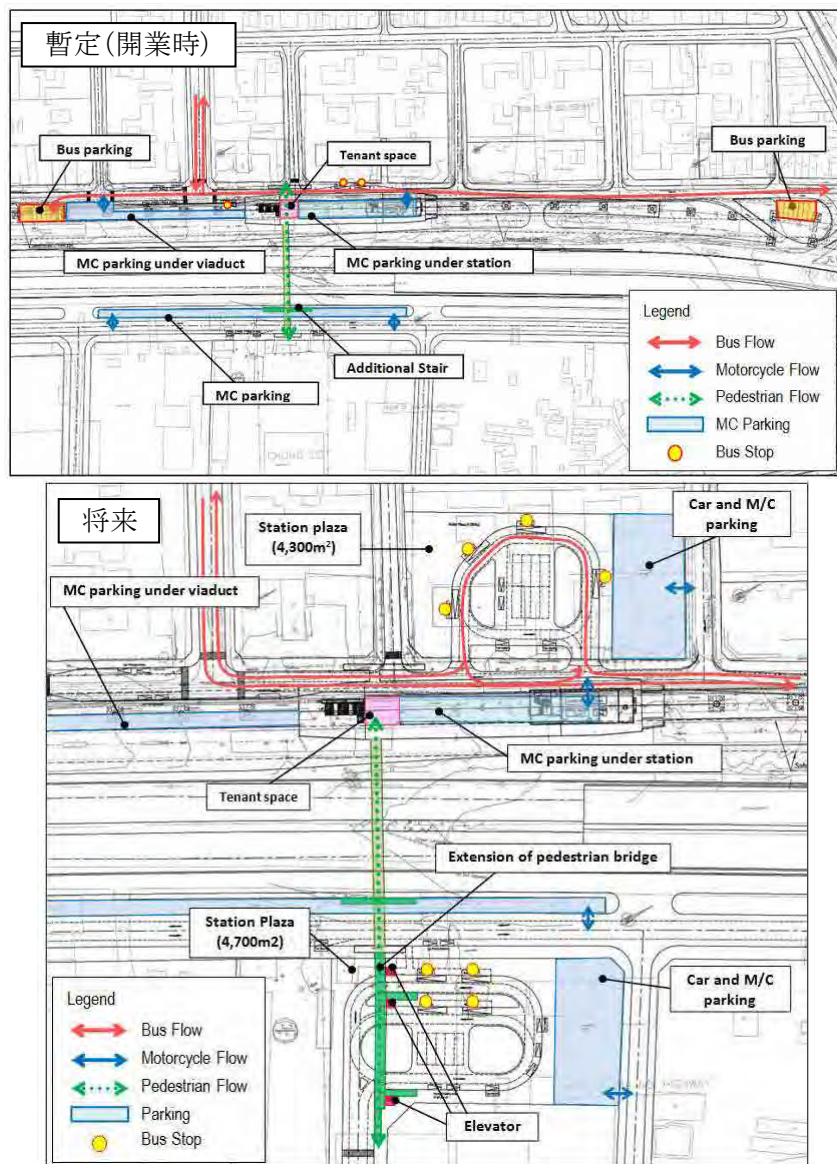 暫定(開業時)
Bus parking
Tenant space
Bus parking
MC parking under viaduct
MC parking under station
MC parking
Additional Stair
Legend
Bus Flow
Motorcycle Flow
Pedestrian Flow
MC Parking
Bus Stop
将来
Station plaza
(4,300m²)
Car and M/C
parking
MC parking under viaduct
MC parking under station
Tenant space
Extension of pedestrian bridge
Station Plaza
(4,700m2)
Car and M/C
parking
Elevator
Legend
Bus Flow
Motorcycle Flow
Pedestrian Flow
Parking
Bus Stop